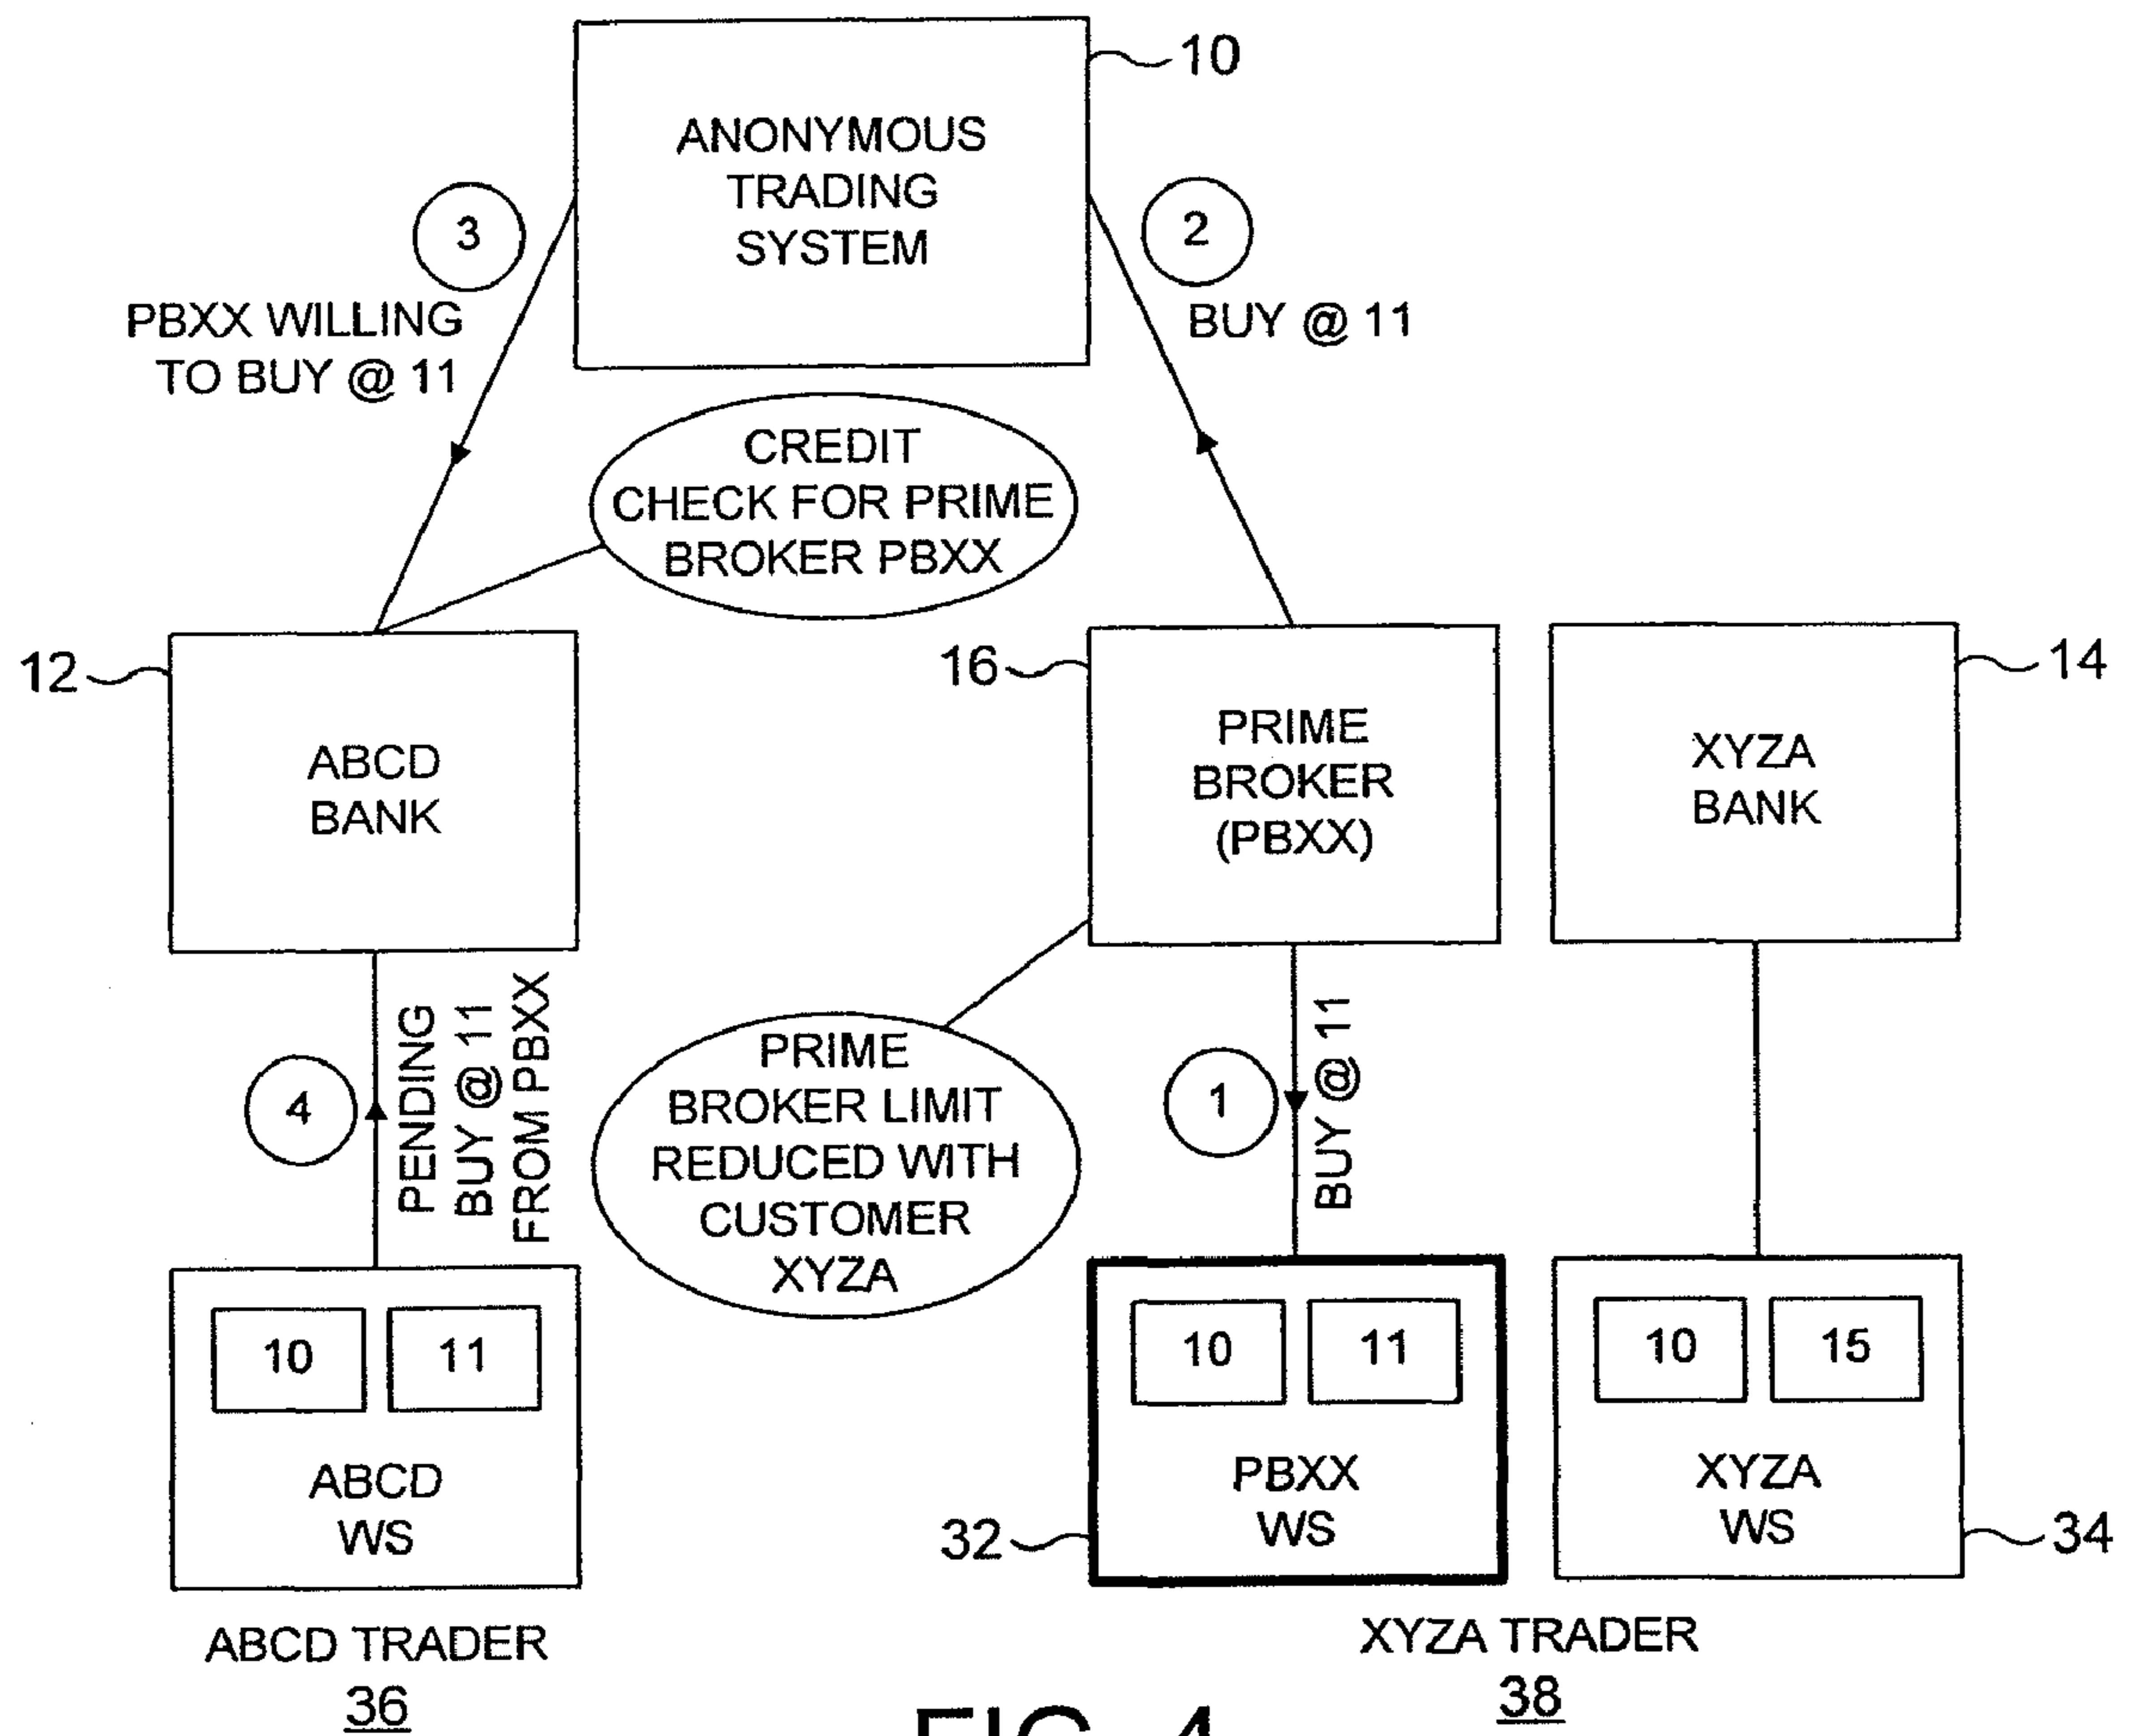 10
ANONYMOUS
TRADING
SYSTEM
3
2
PBXX WILLING
TO BUY @ 11
BUY @ 11
CREDIT
CHECK FOR PRIME
BROKER PBXX
12
16
14
ABCD
BANK
PRIME
BROKER
(PBXX)
XYZA
BANK
4
PENDING
BUY @ 11
FROM PBXX
PRIME
BROKER LIMIT
REDUCED WITH
CUSTOMER
XYZA
1
BUY @ 11
10
11
ABCD
WS
10
11
PBXX
WS
32
10
15
XYZA
WS
34
ABCD TRADER
36
XYZA TRADER
38
FIG. 4